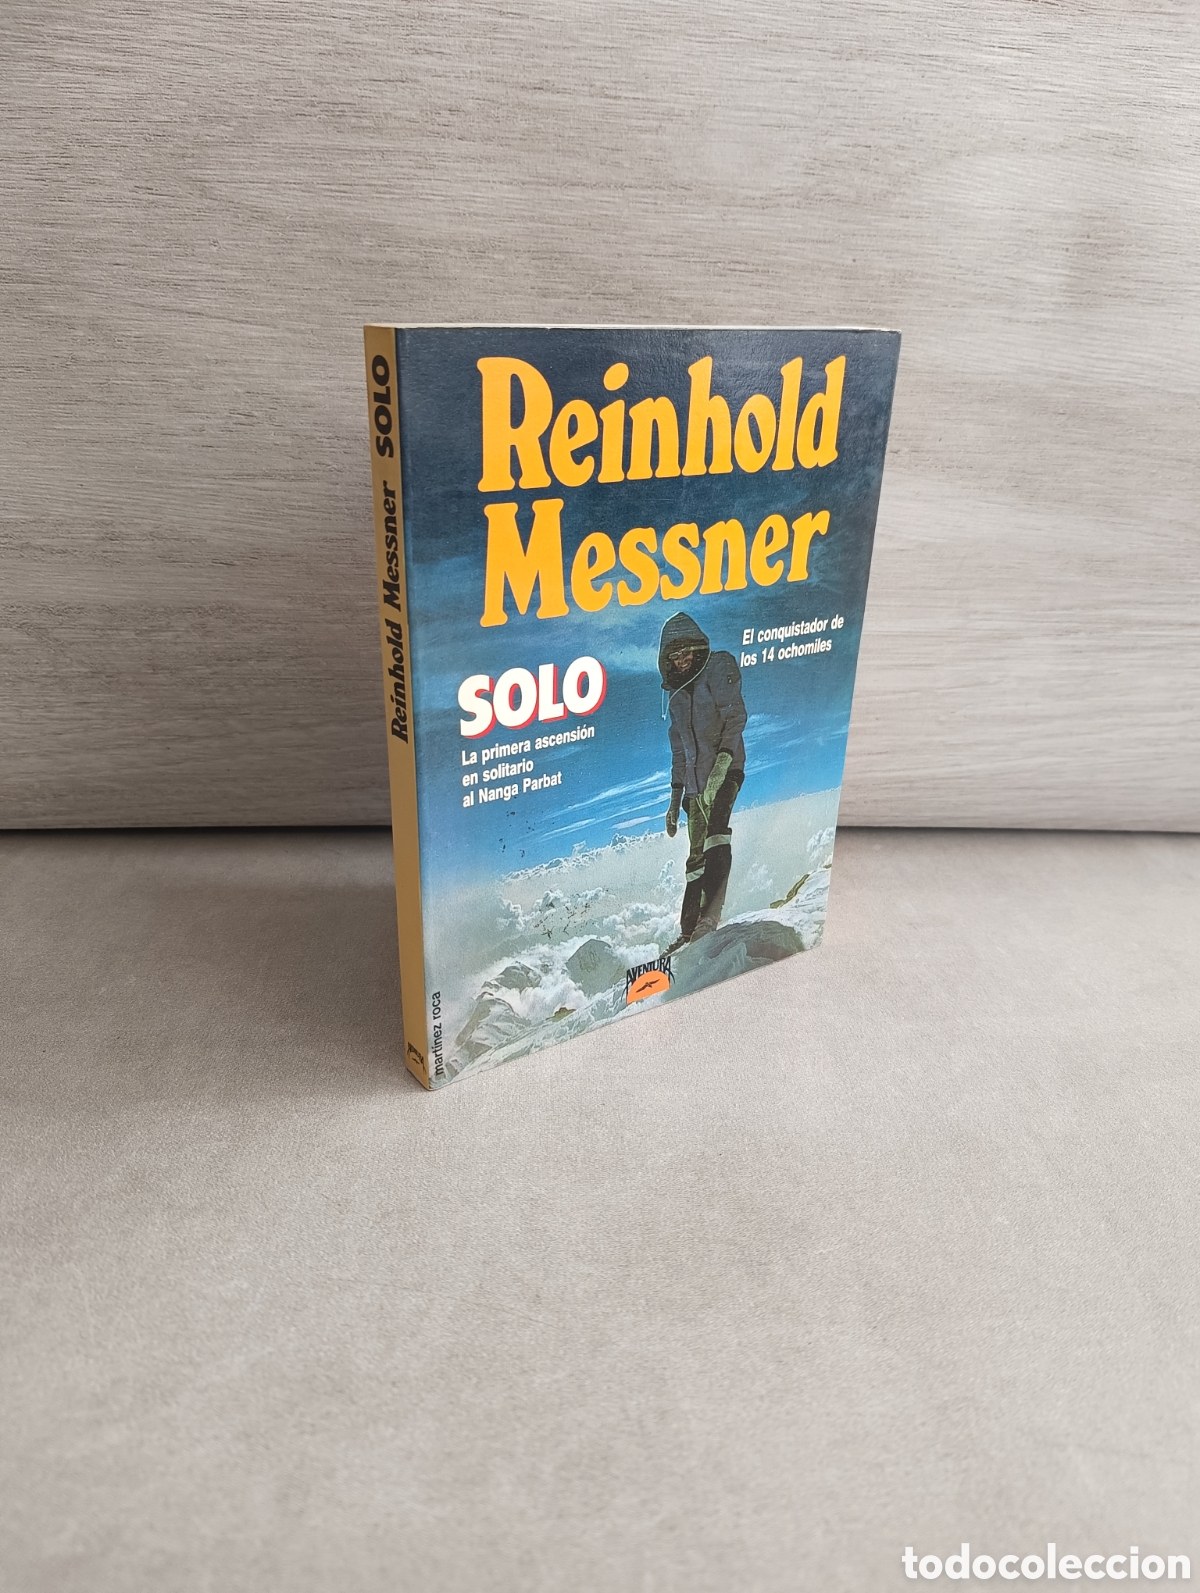 Reinhold Messner SOLO
AVENTURA
Reinhold
Messner
El conquistador de
los 14 ochomiles
SOLO
La primera ascensión
en solitario
al Nanga Parbat
AVENTURA
martínez roca
todocoleccion